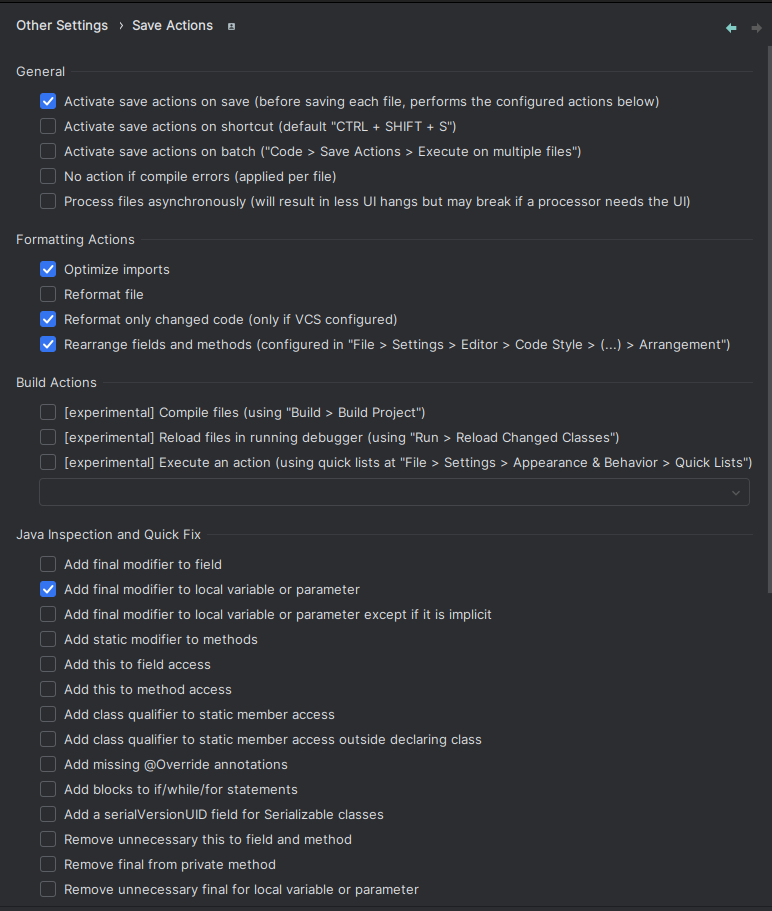 Other Settings › Save Actions
General
Activate save actions on save (before saving each file, performs the configured actions below)
Activate save actions on shortcut (default "CTRL + SHIFT + S")
Activate save actions on batch ("Code > Save Actions > Execute on multiple files")
No action if compile errors (applied per file)
Process files asynchronously (will result in less UI hangs but may break if a processor needs the UI)
Formatting Actions
Optimize imports
Reformat file
Reformat only changed code (only if VCS configured)
Rearrange fields and methods (configured in "File > Settings > Editor > Code Style > (...) > Arrangement")
Build Actions
[experimental] Compile files (using "Build > Build Project")
[experimental] Reload files in running debugger (using "Run > Reload Changed Classes")
[experimental] Execute an action (using quick lists at "File > Settings > Appearance & Behavior > Quick Lists")
Java Inspection and Quick Fix
Add final modifier to field
Add final modifier to local variable or parameter
Add final modifier to local variable or parameter except if it is implicit
Add static modifier to methods
Add this to field access
Add this to method access
Add class qualifier to static member access
Add class qualifier to static member access outside declaring class
Add missing @Override annotations
Add blocks to if/while/for statements
Add a serialVersionUID field for Serializable classes
Remove unnecessary this to field and method
Remove final from private method
Remove unnecessary final for local variable or parameter